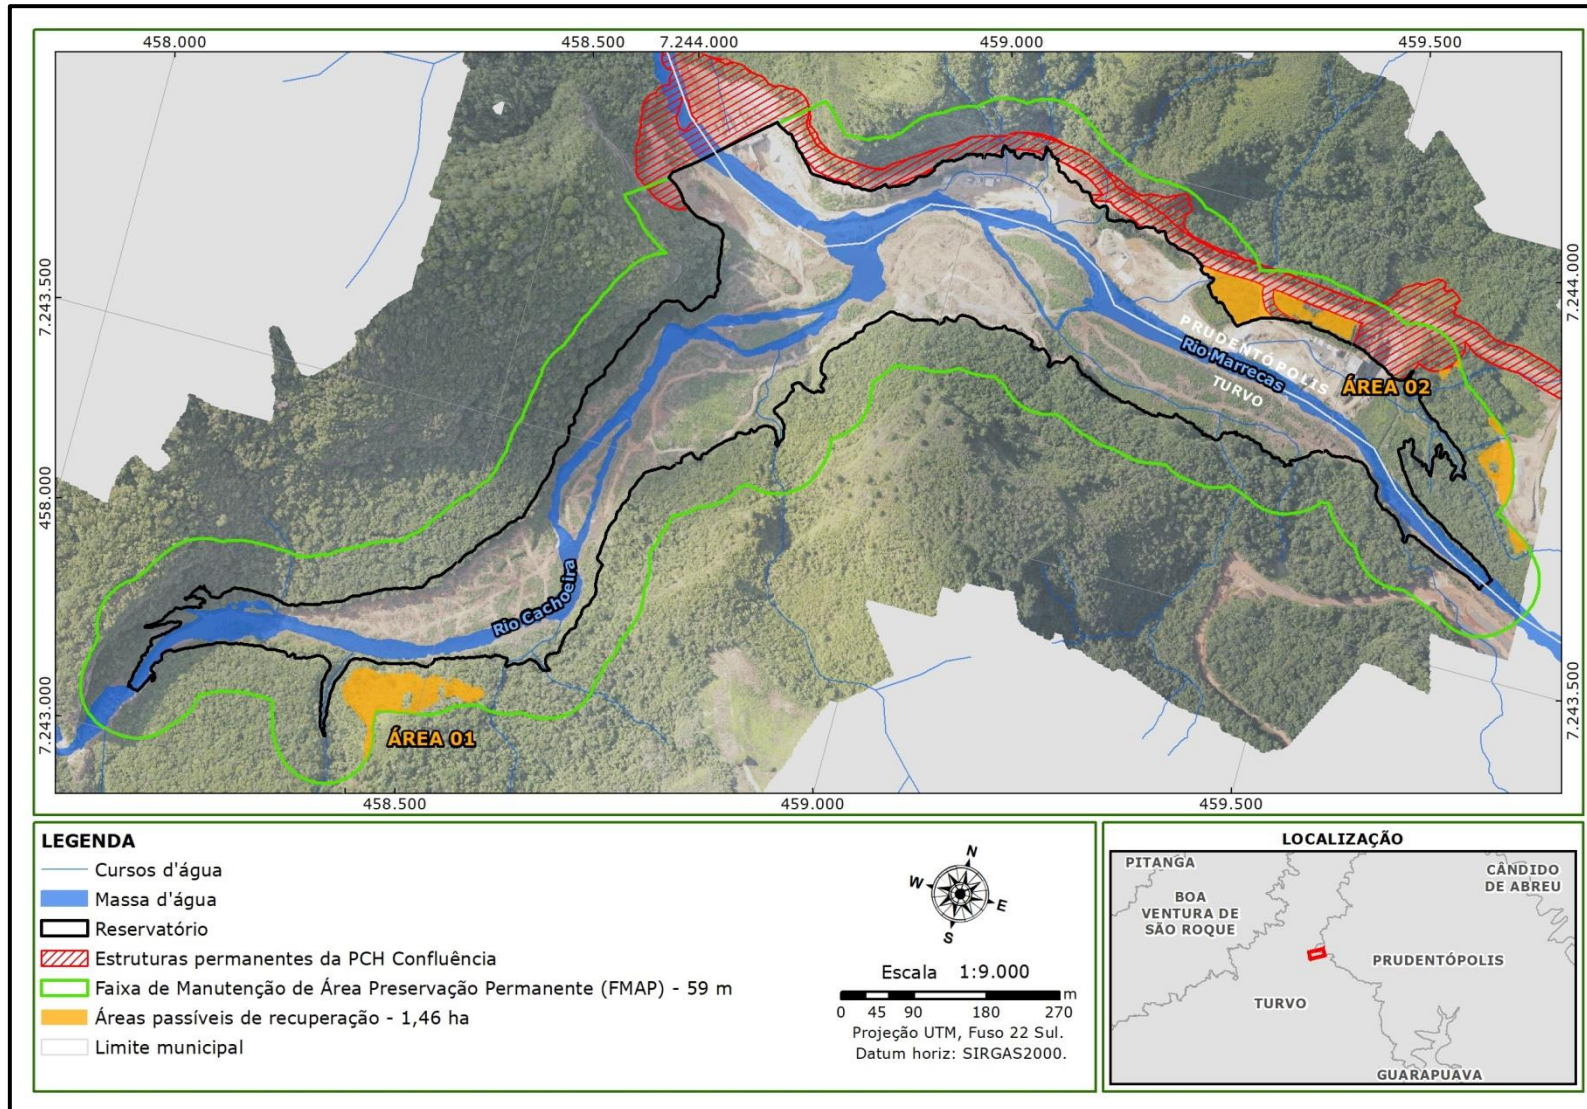 458.000
458.500
7.244.000
459.000
459.500
7.243.500
458.000
7.243.000
7.244.000
7.243.500
PRUDENTÓPOLIS
Rio Marrecas
TURVO
ÁREA 02
Rio Cachoeira
ÁREA 01
458.500
459.000
459.500
LEGENDA
Cursos d'água
Massa d'água
Reservatório
Estruturas permanentes da PCH Confluência
Faixa de Manutenção de Área Preservação Permanente (FMAP) - 59 m
Áreas passíveis de recuperação - 1,46 ha
Limite municipal
N
W
E
S
Escala 1:9.000
m
0 45 90 180 270
Projeção UTM, Fuso 22 Sul.
Datum horiz: SIRGAS2000.
LOCALIZAÇÃO
PITANGA
CÂNDIDO
DE ABREU
BOA
VENTURA DE
SÃO ROQUE
PRUDENTÓPOLIS
TURVO
GUARAPUAVA